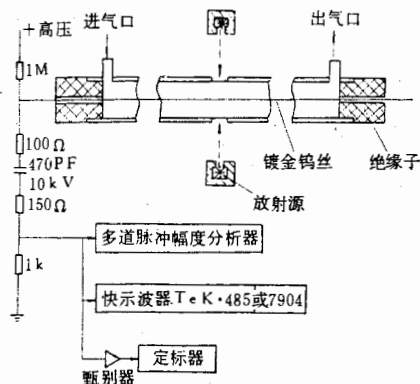 +高压
进气口
出气口
1M
100Ω
470PF
10kV
150Ω
1k
镀金钨丝
绝缘子
放射源
多道脉冲幅度分析器
快示波器.TeK·485或7904
甄别器
定标器